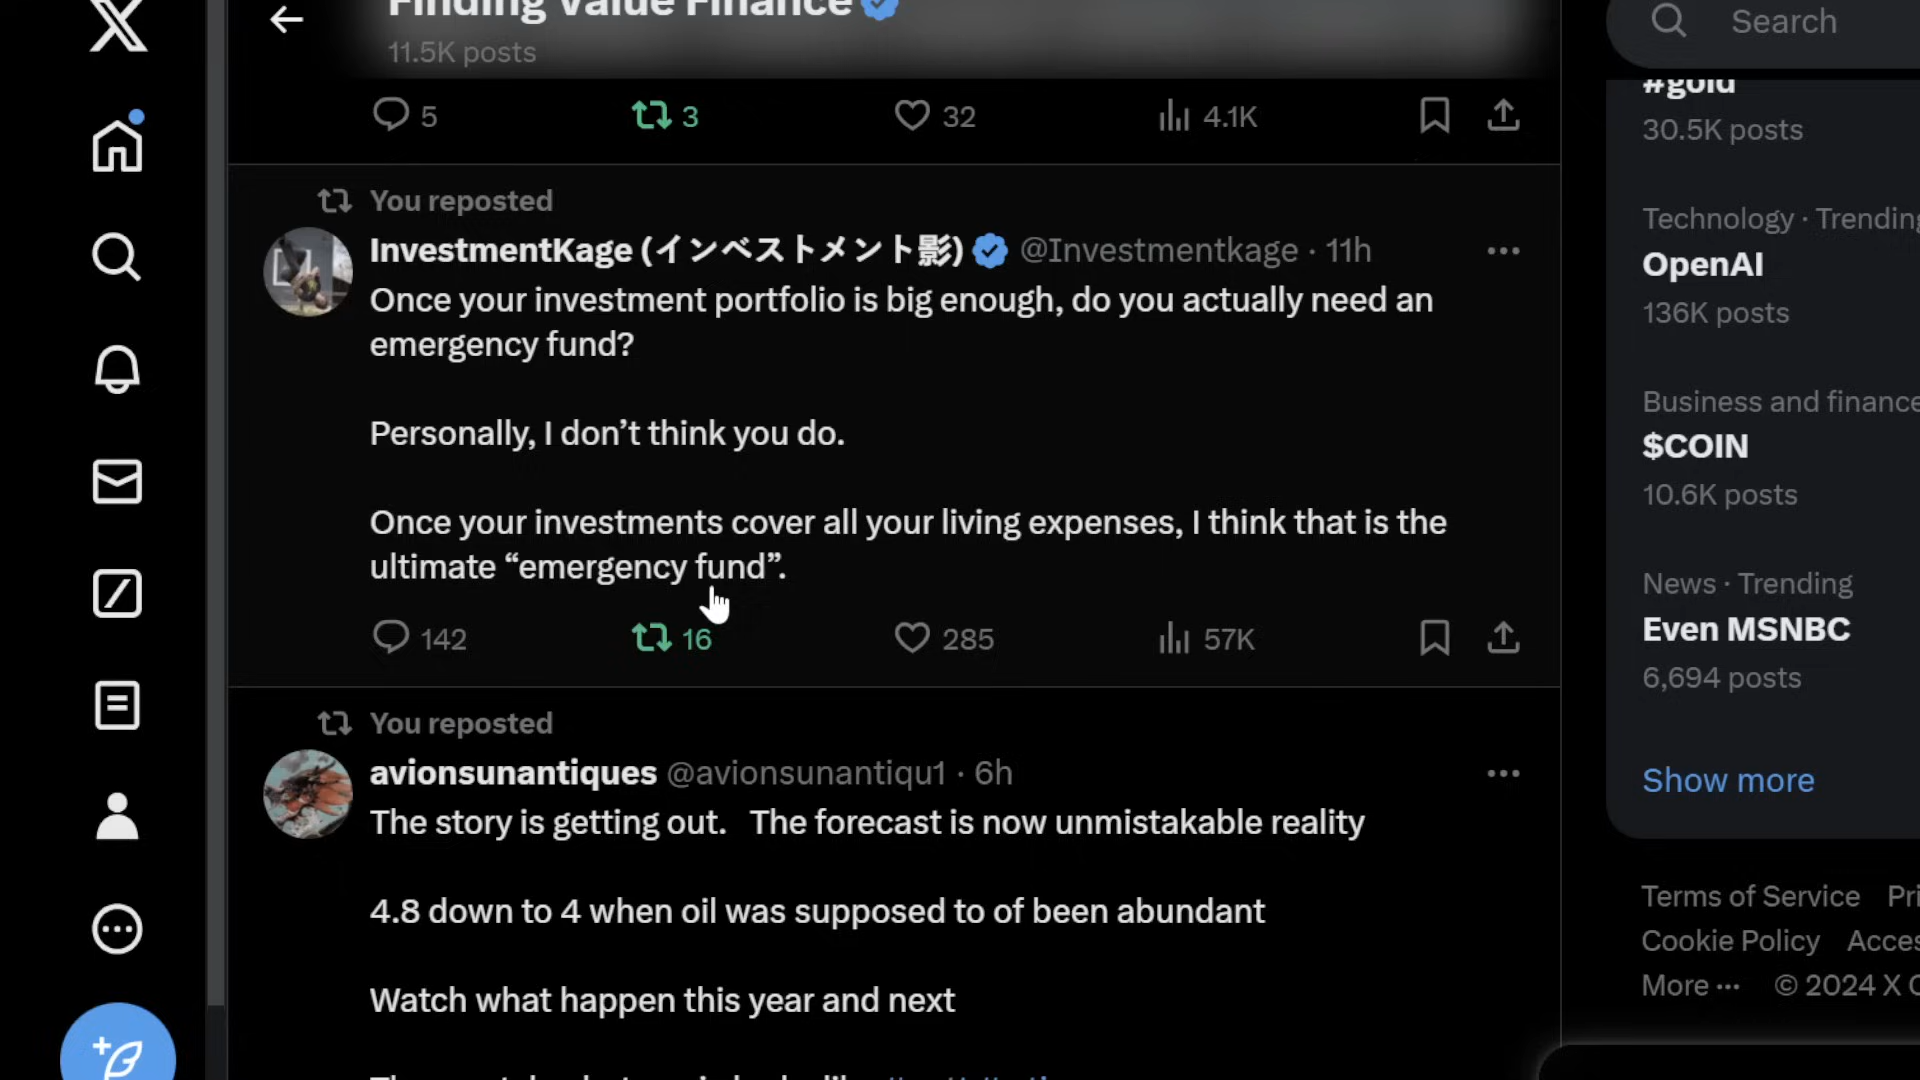 Finding Value Finance
11.5K posts
Search
#gold
30.5K posts
5
3
32
4.1K
You reposted
InvestmentKage (インベストメント影) @Investmentkage · 11h
Once your investment portfolio is big enough, do you actually need an
emergency fund?
Personally, I don’t think you do.
Once your investments cover all your living expenses, I think that is the
ultimate “emergency fund”.
142
16
285
57K
You reposted
avionsunantiques @avionsunantiqu1 · 6h
The story is getting out. The forecast is now unmistakable reality
4.8 down to 4 when oil was supposed to of been abundant
Watch what happen this year and next
Technology · Trending
OpenAI
136K posts
Business and finance
$COIN
10.6K posts
News · Trending
Even MSNBC
6,694 posts
Show more
Terms of Service Pri
Cookie Policy Acces
More ··· © 2024 X C